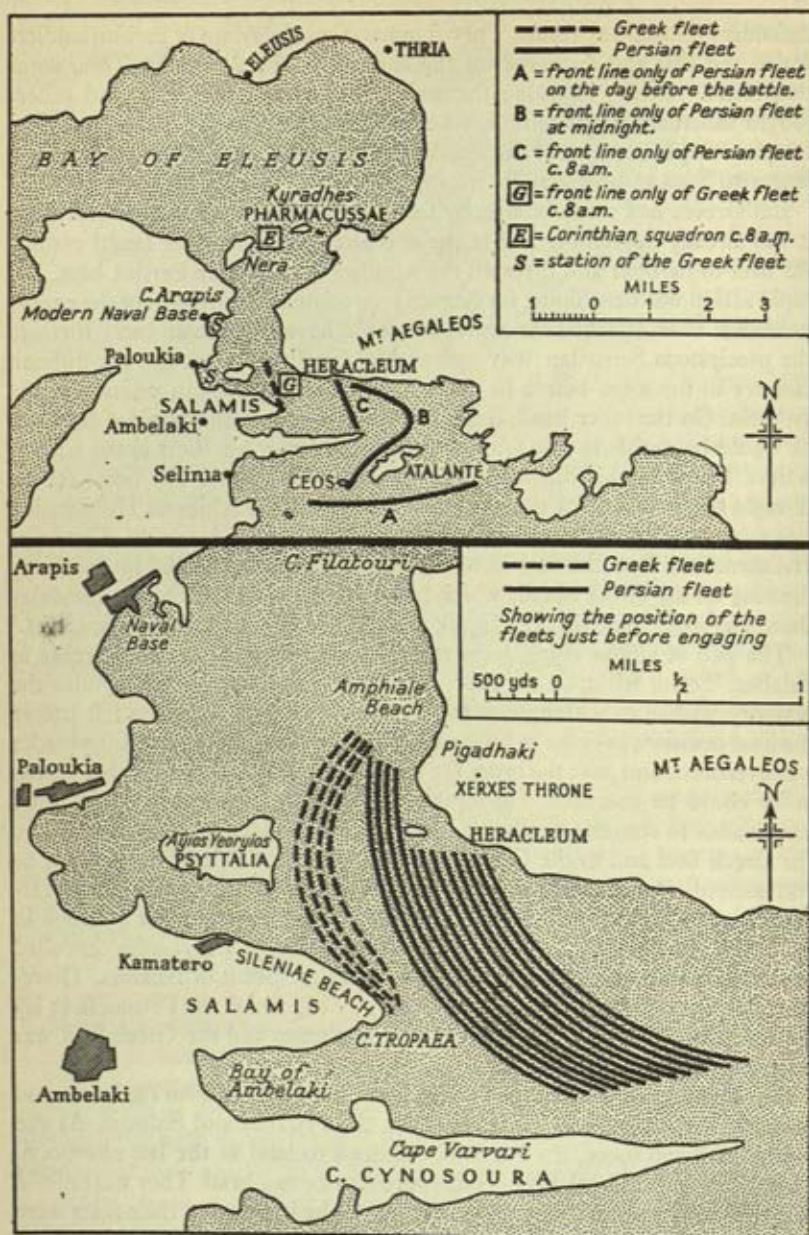 Greek fleet
Persian fleet
A = front line only of Persian fleet
on the day before the battle.
B = front line only of Persian fleet
at midnight.
C = front line only of Persian fleet
c. 8 a.m.
G = front line only of Greek fleet
c. 8 a.m.
E = Corinthian squadron c. 8 a.m.
S = station of the Greek fleet
MILES
1 0 1 2 3
ELEUSIS
THRIA
BAY OF ELEUSIS
Kyradhes
PHARMACUSSAE
E
Nera
C. Arapis
Modern Naval Base
S
MT. AEGALEOS
Paloukia
HERACLEUM
S
G
SALAMIS
C
B
Ambelaki
Selinia
CEOS
ATALANTE
A
N
Arapis
C. Filatouri
Greek fleet
Persian fleet
Showing the position of the
fleets just before engaging
MILES
500 yds 0 1/2 1
Naval
Base
Amphiale
Beach
Pigadhaki
MT. AEGALEOS
Paloukia
XERXES THRONE
N
Ayios Yeoryios
PSYTTALIA
HERACLEUM
Kamatero
SILENIAE BEACH
SALAMIS
C. TROPAEA
Ambelaki
Bay of
Ambelaki
Cape Varvari
C. CYNOSOURA